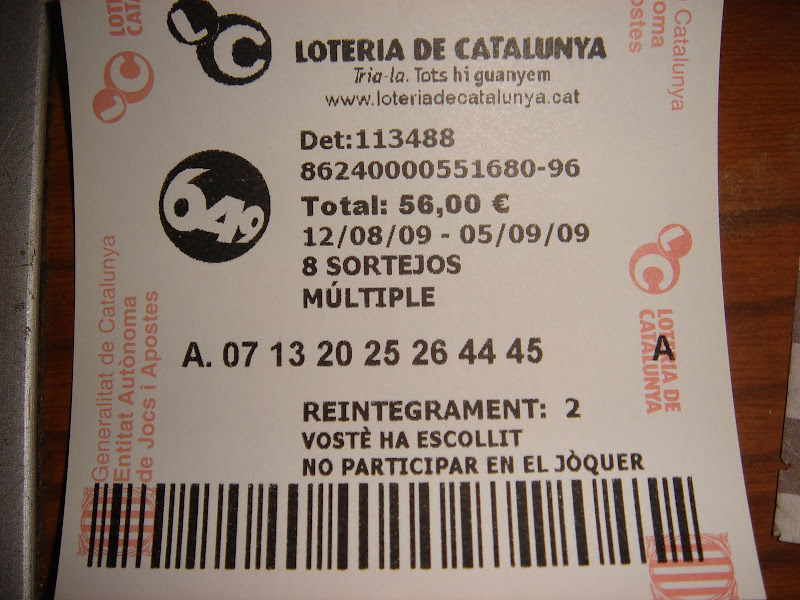 LOTERIA DE CATALUNYA
Tria-la. Tots hi guanyem
www.loteriadecatalunya.cat
Det:113488
86240000551680-96
649
Total: 56,00 €
12/08/09 - 05/09/09
8 SORTEJOS
MÚLTIPLE
A. 07 13 20 25 26 44 45 A
REINTEGRAMENT: 2
VOSTÈ HA ESCOLLIT
NO PARTICIPAR EN EL JÒQUER
Generalitat de Catalunya
Entitat Autònoma
de Jocs i Apostes
LOTERIA DE
CATALUNYA
Catalunya